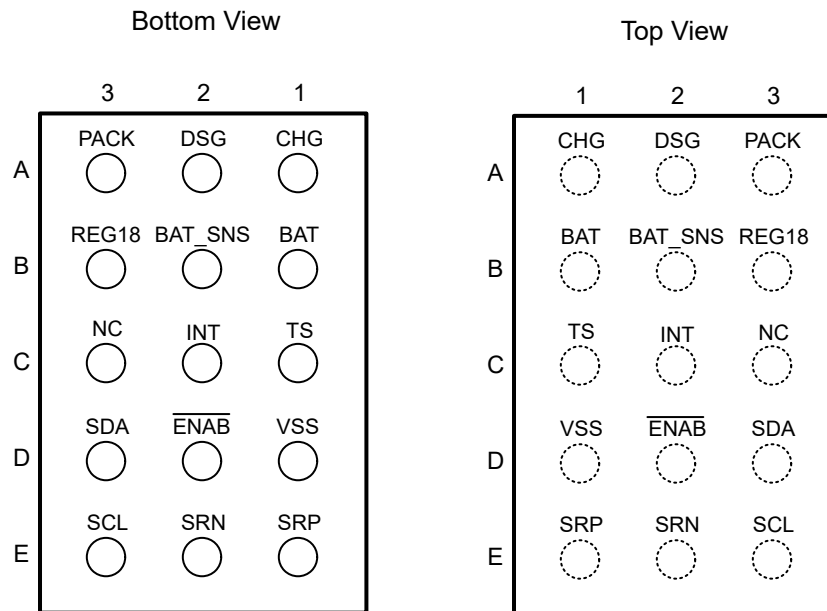 Bottom View
3 2 1
PACK DSG CHG
A
REG18 BAT_SNS BAT
B
NC INT TS
C
SDA ENAB VSS
D
SCL SRN SRP
E
Top View
1 2 3
CHG DSG PACK
A
BAT BAT_SNS REG18
B
TS INT NC
C
VSS ENAB SDA
D
SRP SRN SCL
E